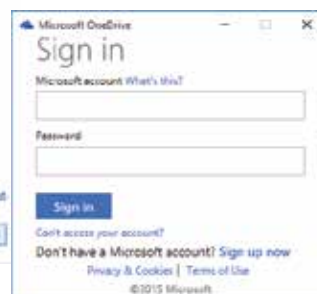 Microsoft OneDrive
Sign in
Microsoft account What's this?
Password
Sign in
Can't access your account?
Don't have a Microsoft account? Sign up now
Privacy & Cookies | Terms of Use
©2015 Microsoft